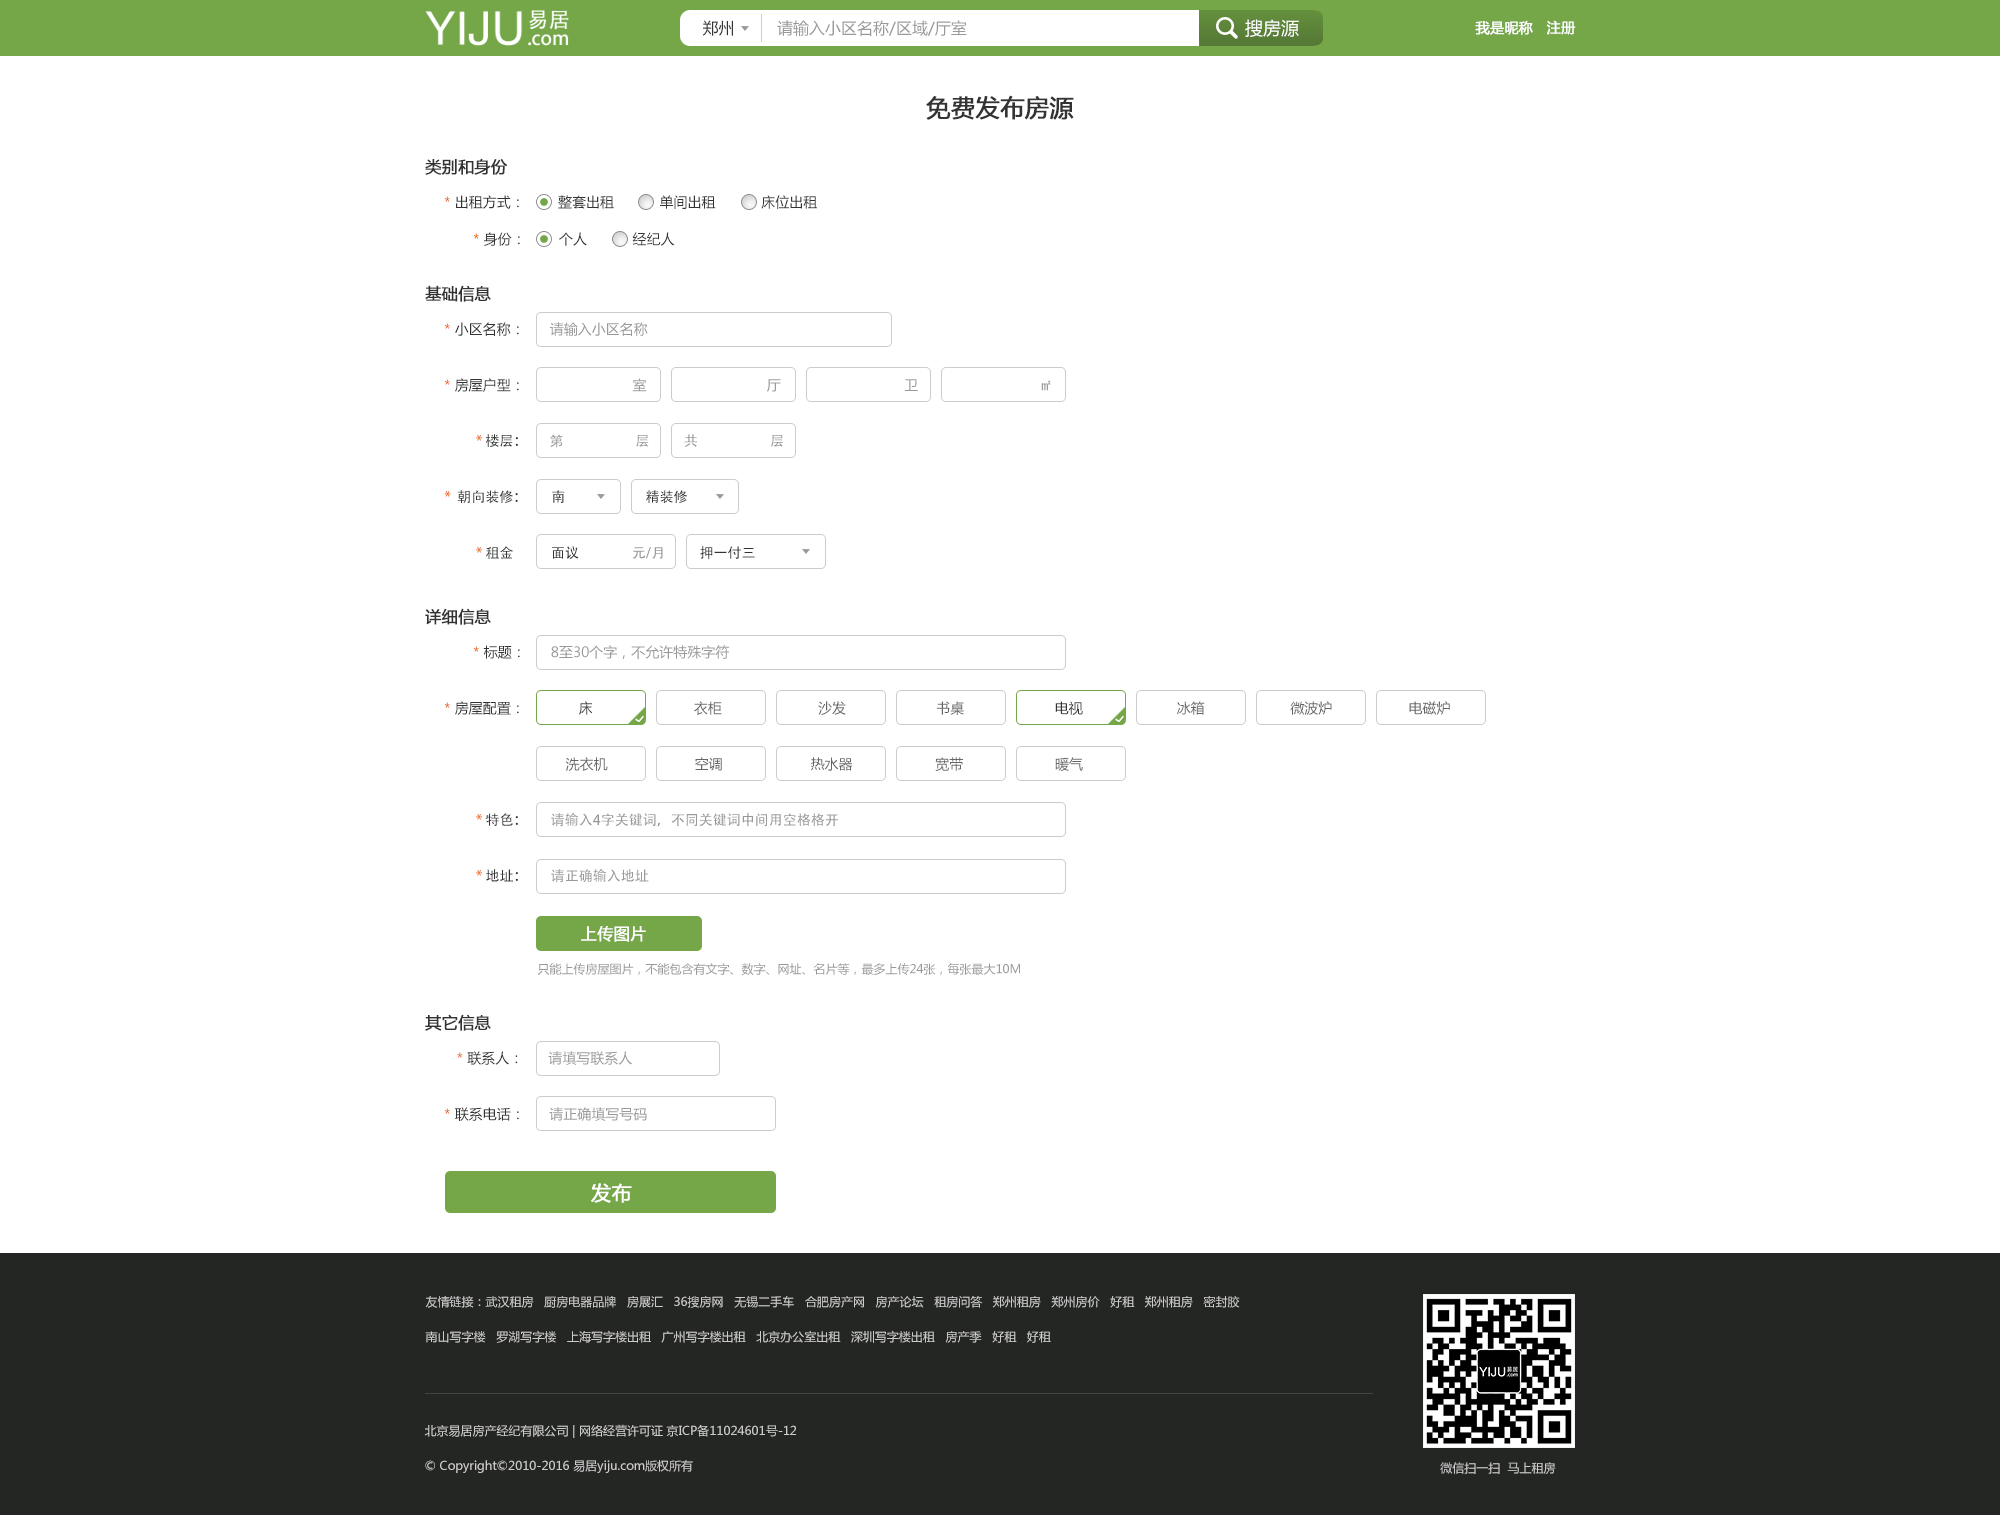 YIJU易居.com 郑州 请输入小区名称/区域/厅室 搜房源 我是昵称 注册
免费发布房源
类别和身份
* 出租方式： 整套出租 单间出租 床位出租
* 身份： 个人 经纪人
基础信息
* 小区名称： 请输入小区名称
* 房屋户型： 室 厅 卫 ㎡
* 楼层： 第 层 共 层
* 朝向装修： 南 精装修
* 租金 面议 元/月 押一付三
详细信息
* 标题： 8至30个字，不允许特殊字符
* 房屋配置： 床 衣柜 沙发 书桌 电视 冰箱 微波炉 电磁炉
洗衣机 空调 热水器 宽带 暖气
* 特色： 请输入4字关键词，不同关键词中间用空格格开
* 地址： 请正确输入地址
上传图片
只能上传房屋图片，不能包含有文字、数字、网址、名片等，最多上传24张，每张最大10M
其它信息
* 联系人： 请填写联系人
* 联系电话： 请正确填写号码
发布
友情链接：武汉租房 厨房电器品牌 房展汇 36搜房网 无锡二手车 合肥房产网 房产论坛 租房问答 郑州租房 郑州房价 好租 郑州租房 密封胶
南山写字楼 罗湖写字楼 上海写字楼出租 广州写字楼出租 北京办公室出租 深圳写字楼出租 房产季 好租 好租
YIJU易居.com
北京易居房产经纪有限公司 | 网络经营许可证 京ICP备11024601号-12
© Copyright©2010-2016 易居yiju.com版权所有
微信扫一扫 马上租房